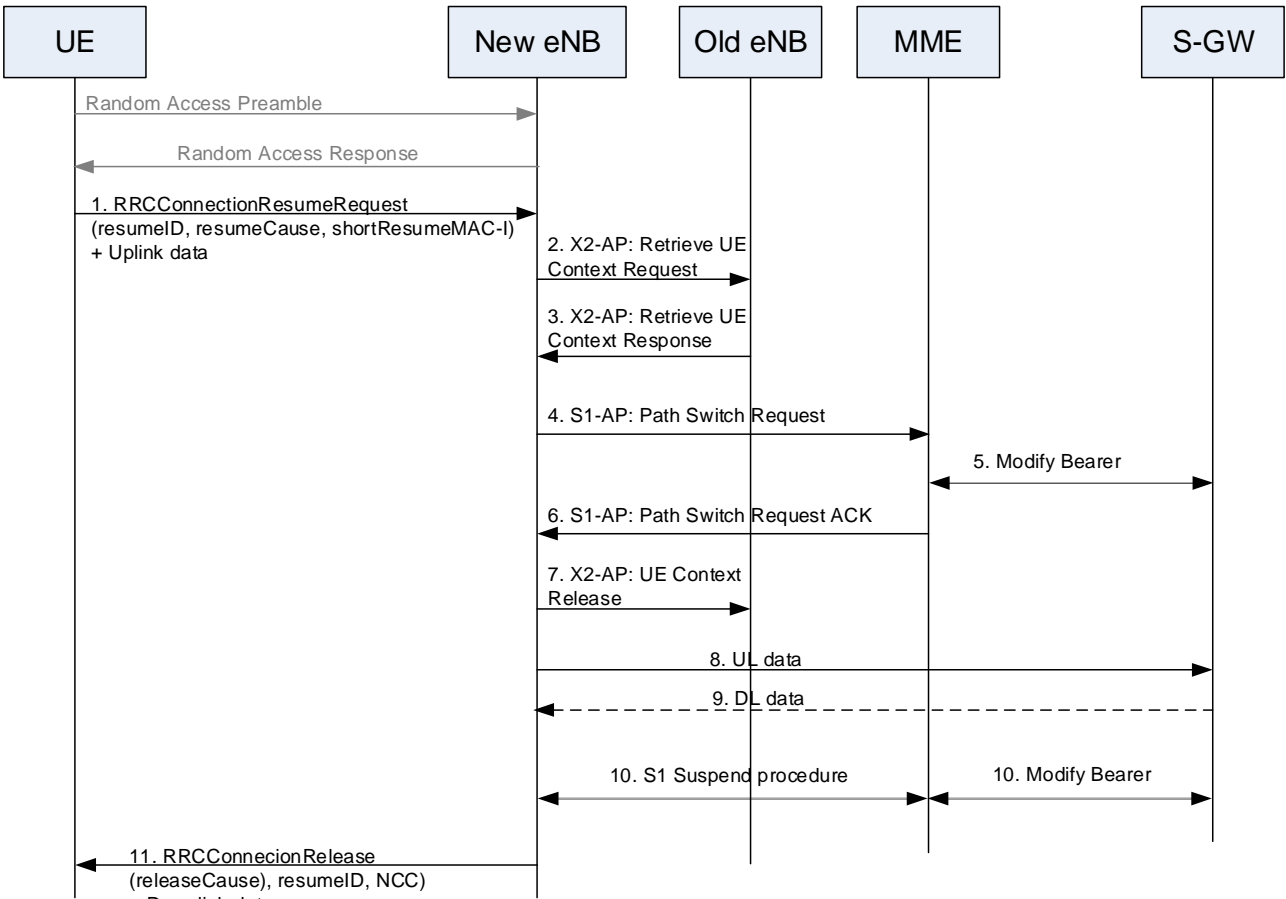 UE
New eNB
Old eNB
MME
S-GW
Random Access Preamble
Random Access Response
1. RRCConnectionResumeRequest
(resumeID, resumeCause, shortResumeMAC-I)
+ Uplink data
2. X2-AP: Retrieve UE
Context Request
3. X2-AP: Retrieve UE
Context Response
4. S1-AP: Path Switch Request
5. Modify Bearer
6. S1-AP: Path Switch Request ACK
7. X2-AP: UE Context
Release
8. UL data
9. DL data
10. S1 Suspend procedure
10. Modify Bearer
11. RRCConnecionRelease
(releaseCause), resumeID, NCC)